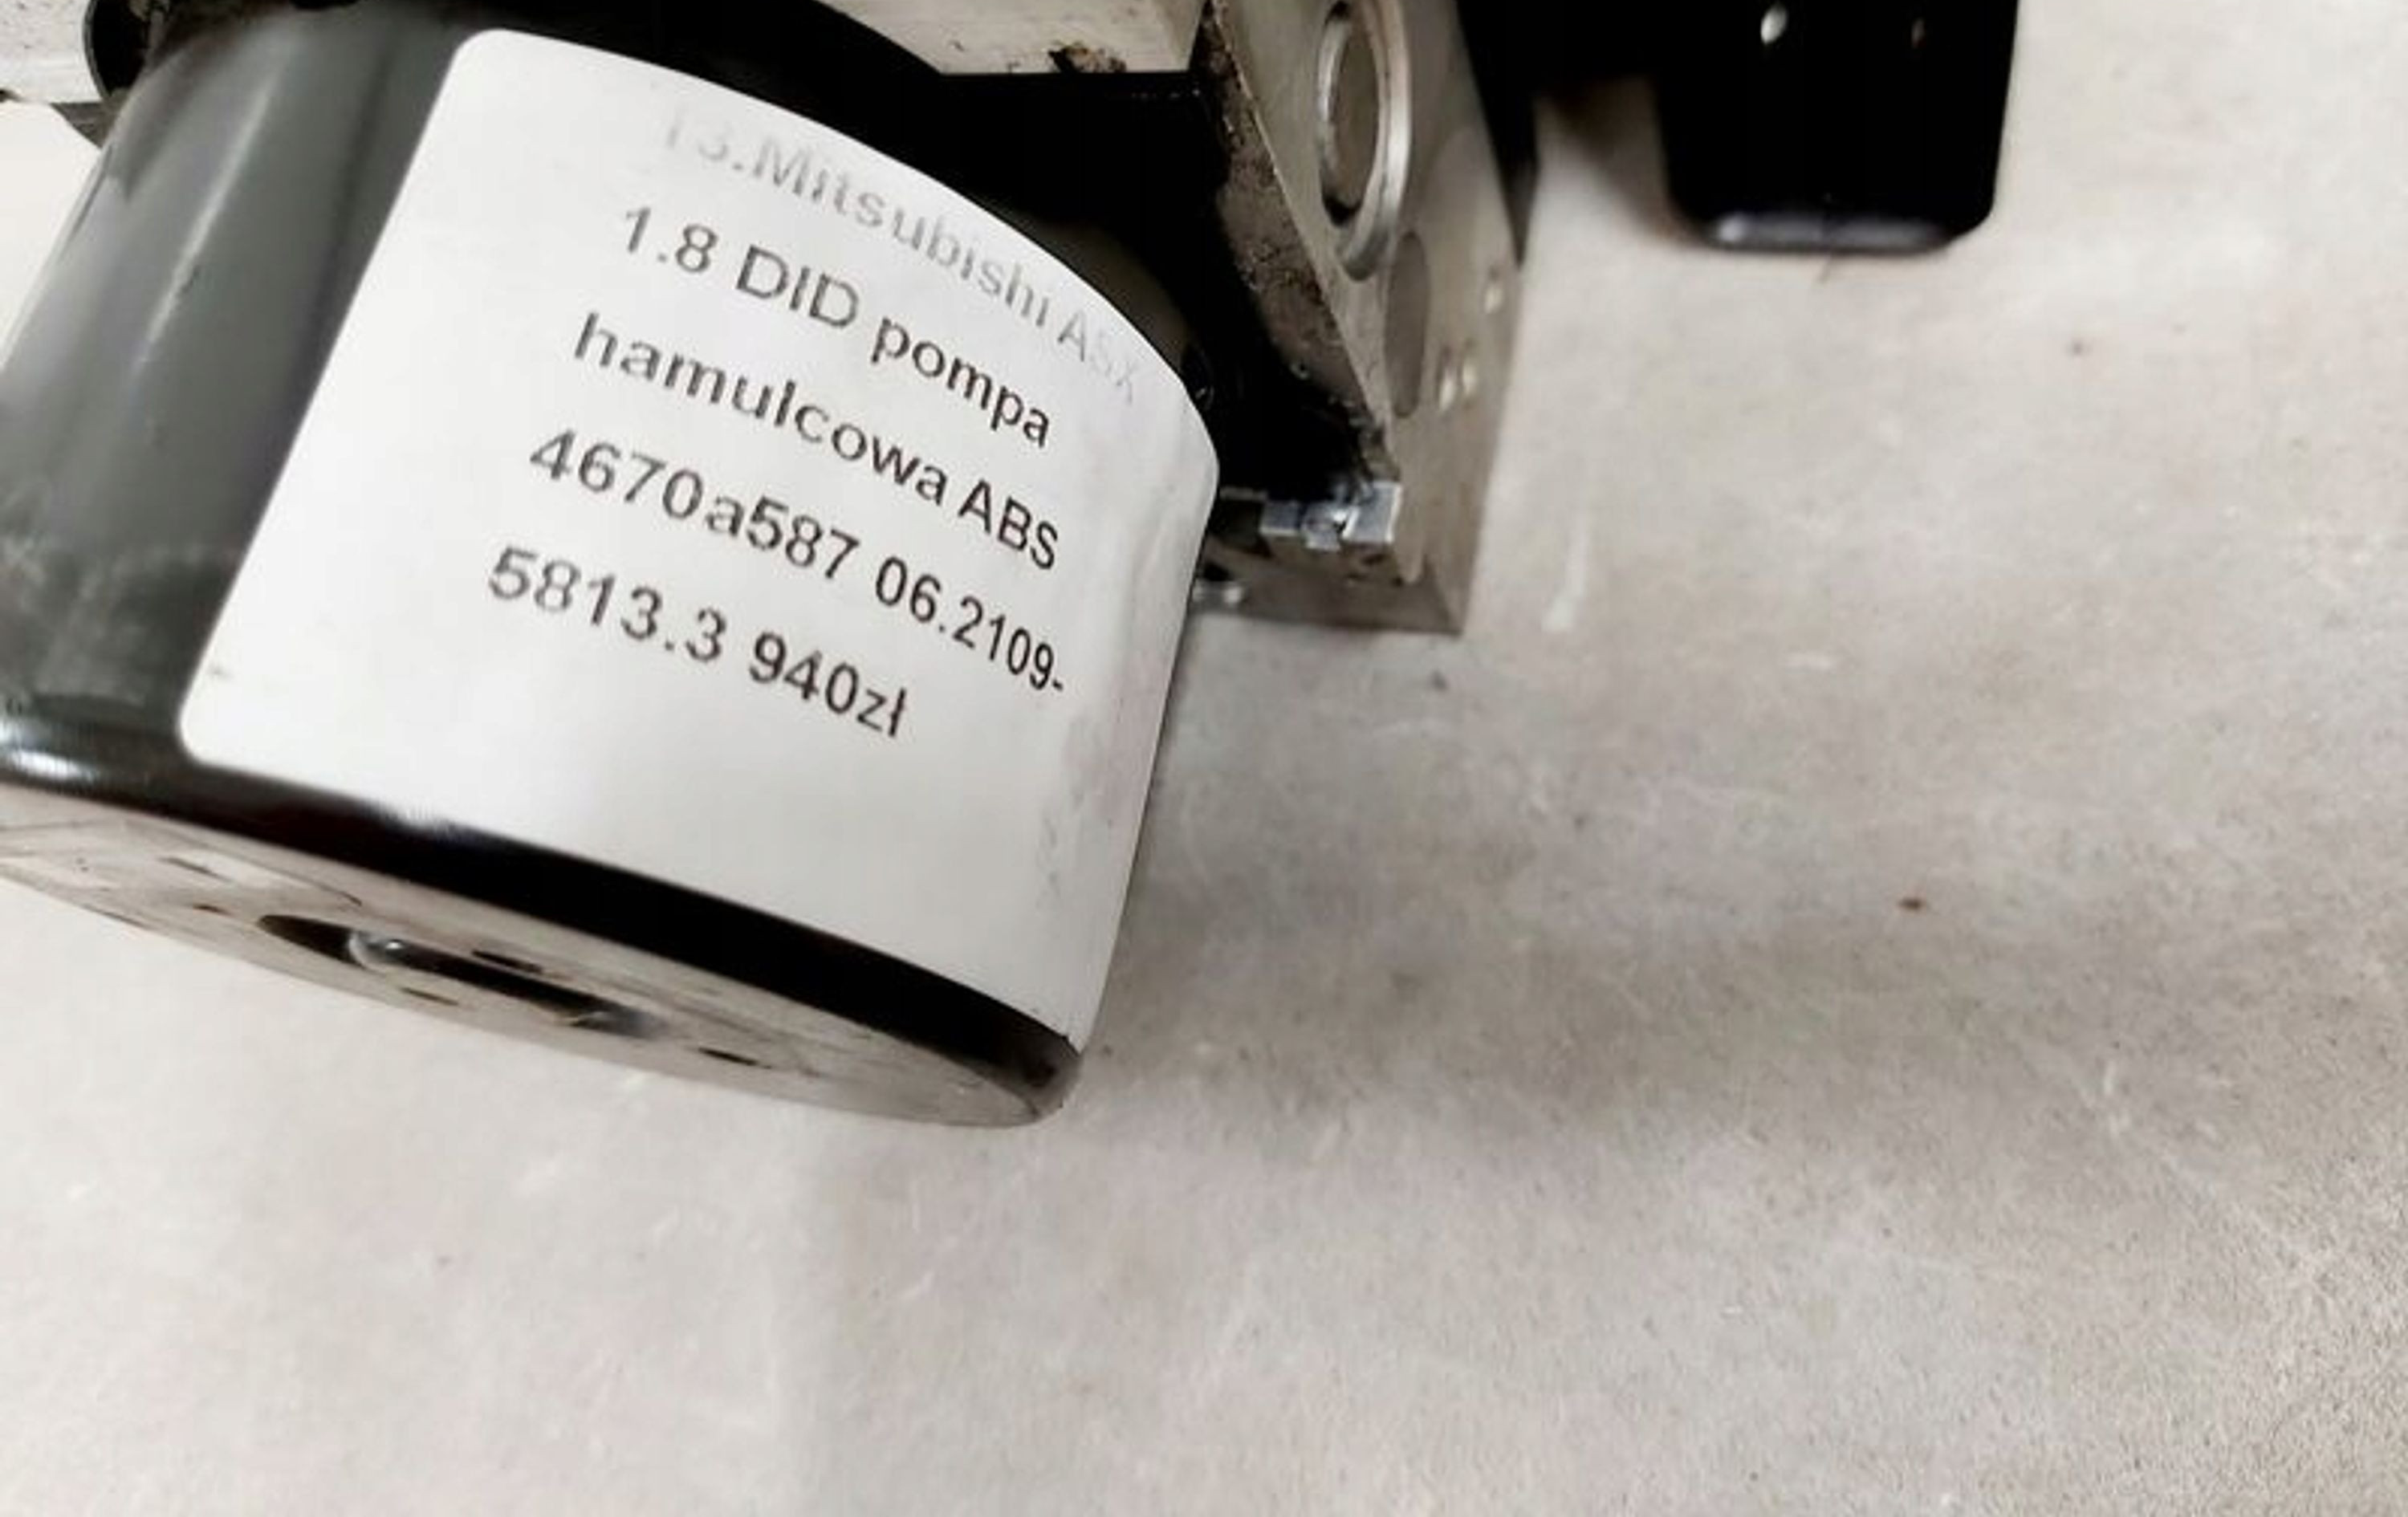 13.Mitsubishi ASX
1.8 DID pompa
hamulcowa ABS
4670a587 06.2109-
5813.3 940zł